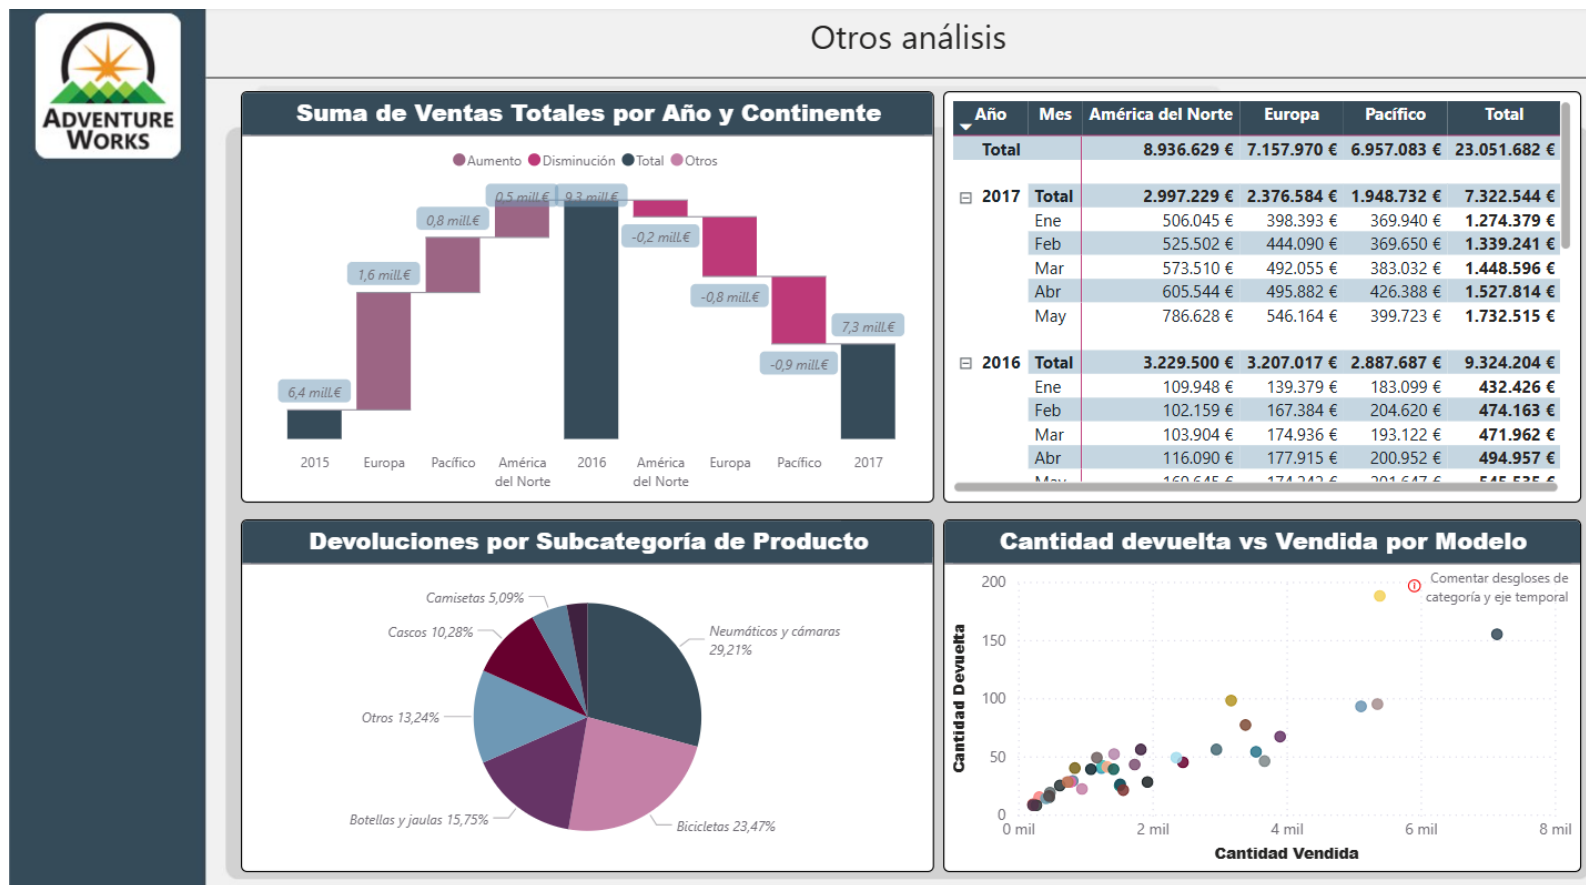 ADVENTURE
WORKS
Otros análisis
Suma de Ventas Totales por Año y Continente
Aumento Disminución Total Otros
0,5 mill.€ 9,3 mill.€
0,8 mill.€
-0,2 mill.€
1,6 mill.€
-0,8 mill.€
7,3 mill.€
-0,9 mill.€
6,4 mill.€
2015 Europa Pacífico América del Norte 2016 América del Norte Europa Pacífico 2017
Año Mes América del Norte Europa Pacífico Total
Total 8.936.629 € 7.157.970 € 6.957.083 € 23.051.682 €
2017 Total 2.997.229 € 2.376.584 € 1.948.732 € 7.322.544 €
Ene 506.045 € 398.393 € 369.940 € 1.274.379 €
Feb 525.502 € 444.090 € 369.650 € 1.339.241 €
Mar 573.510 € 492.055 € 383.032 € 1.448.596 €
Abr 605.544 € 495.882 € 426.388 € 1.527.814 €
May 786.628 € 546.164 € 399.723 € 1.732.515 €
2016 Total 3.229.500 € 3.207.017 € 2.887.687 € 9.324.204 €
Ene 109.948 € 139.379 € 183.099 € 432.426 €
Feb 102.159 € 167.384 € 204.620 € 474.163 €
Mar 103.904 € 174.936 € 193.122 € 471.962 €
Abr 116.090 € 177.915 € 200.952 € 494.957 €
Devoluciones por Subcategoría de Producto
Camisetas 5,09%
Cascos 10,28%
Neumáticos y cámaras
29,21%
Otros 13,24%
Botellas y jaulas 15,75%
Bicicletas 23,47%
Cantidad devuelta vs Vendida por Modelo
Comentar desgloses de
categoría y eje temporal
Cantidad Devuelta
200
150
100
50
0
0 mil 2 mil 4 mil 6 mil 8 mil
Cantidad Vendida